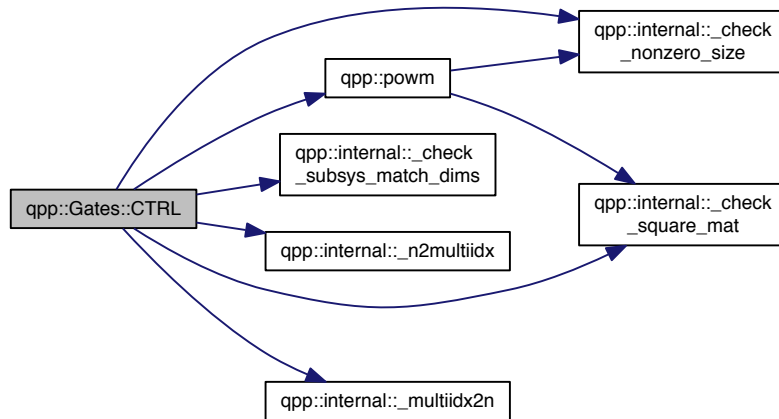 qpp::Gates::CTRL
qpp::internal::_check
_nonzero_size
qpp::powm
qpp::internal::_check
_subsys_match_dims
qpp::internal::_check
_square_mat
qpp::internal::_n2multiidx
qpp::internal::_multiidx2n